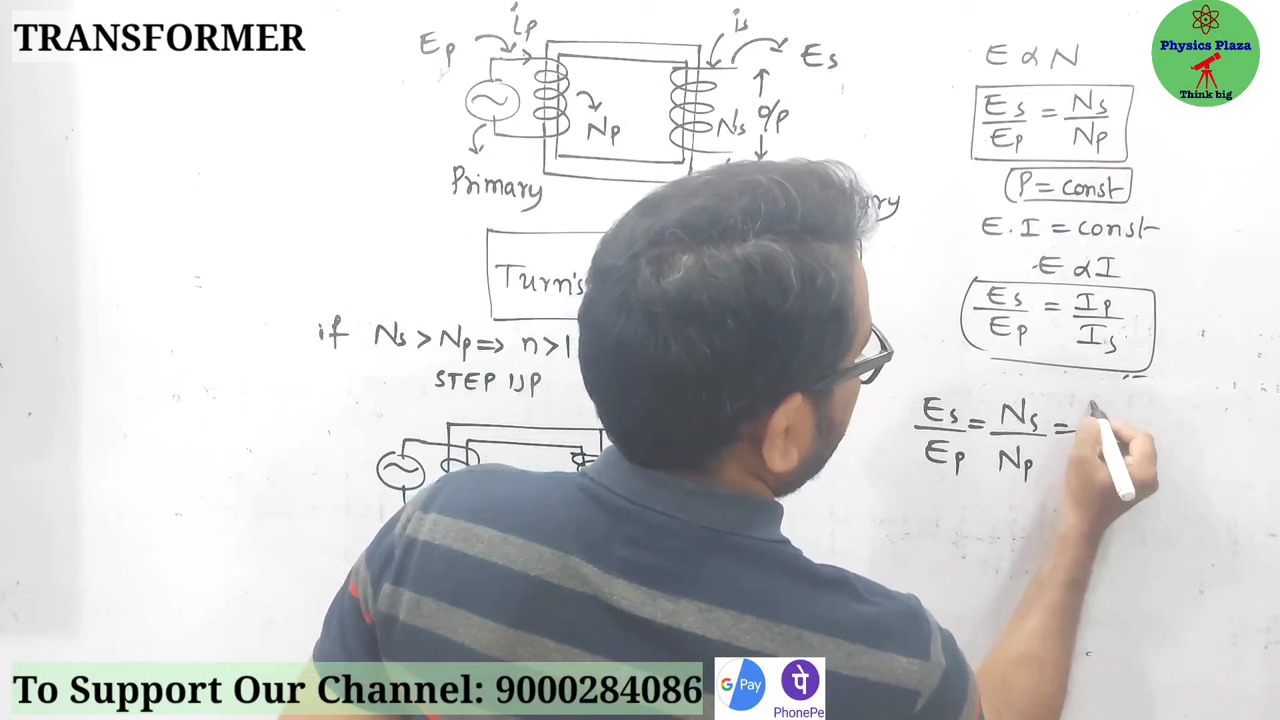 TRANSFORMER
Physics Plaza
Think big
Ep
ip
is
Es
Np
Ns
o/p
Primary
ary
Turn's
if Ns > Np => n > 1
STEP UP
E ∝ N
Es/Ep = Ns/Np
P = const
E . I = const
E ∝ I
Es/Ep = Ip/Is
Es/Ep = Ns/Np =
To Support Our Channel: 9000284086
G Pay
पे
PhonePe